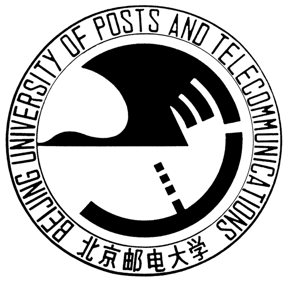 BEIJING UNIVERSITY OF POSTS AND TELECOMMUNICATIONS
北京邮电大学